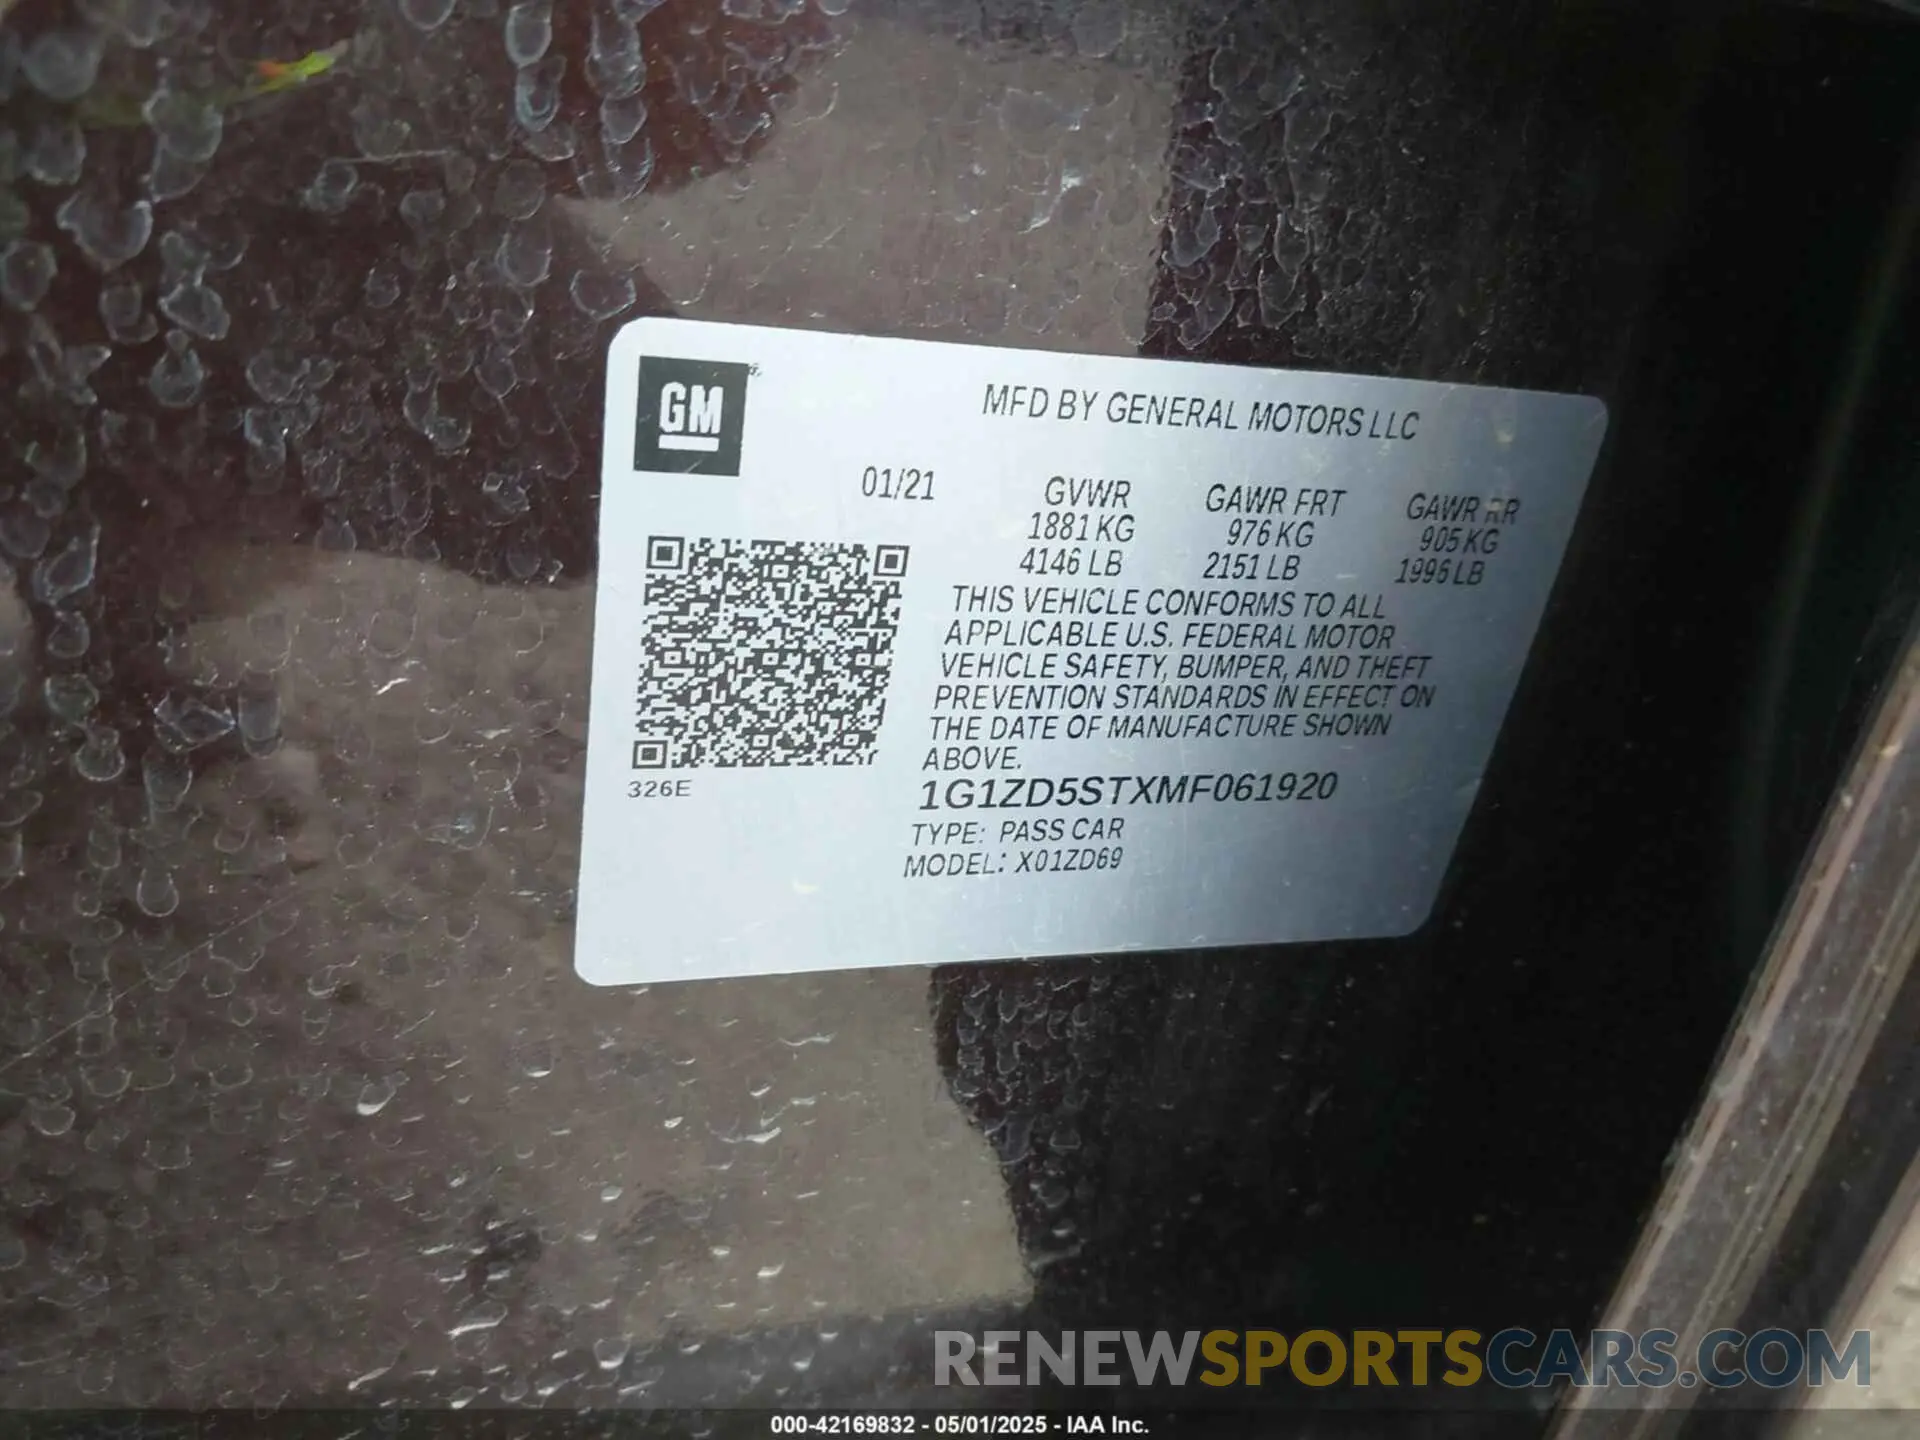 GM
MFD BY GENERAL MOTORS LLC
01/21
GVWR GAWR FRT GAWR RR
1881 KG 976 KG 905 KG
4146 LB 2151 LB 1996 LB
THIS VEHICLE CONFORMS TO ALL
APPLICABLE U.S. FEDERAL MOTOR
VEHICLE SAFETY, BUMPER, AND THEFT
PREVENTION STANDARDS IN EFFECT ON
THE DATE OF MANUFACTURE SHOWN
ABOVE.
326E
1G1ZD5STXMF061920
TYPE: PASS CAR
MODEL: X01ZD69
RENEWSPORTSCARS.COM
000-42169832 - 05/01/2025 - IAA Inc.